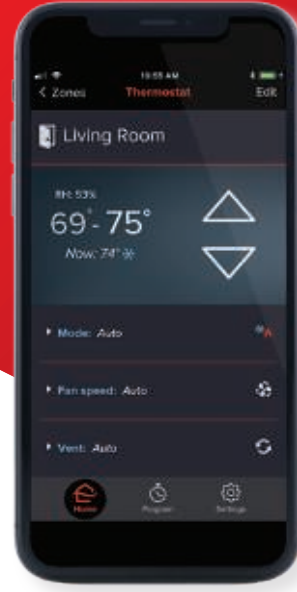 10:55 AM
Zones Thermostat Edit
Living Room
RH: 53%
69° - 75°
Now: 74°
Mode: Auto
Fan speed: Auto
Vent: Auto
Home Program Settings